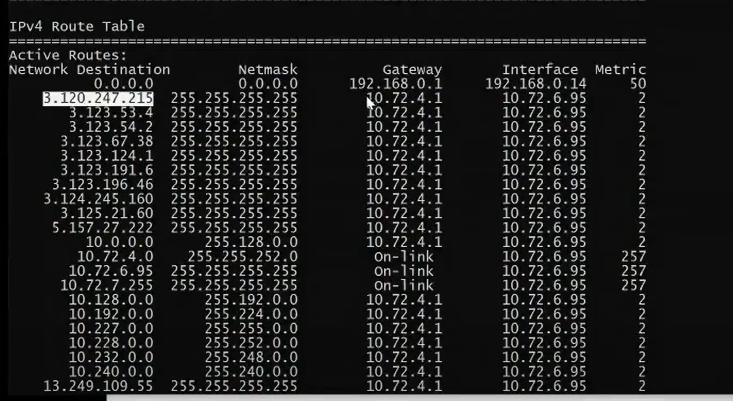 IPv4 Route Table
Active Routes:
Network Destination Netmask Gateway Interface Metric
0.0.0.0 0.0.0.0 192.168.0.1 192.168.0.14 50
3.120.247.215 255.255.255.255 10.72.4.1 10.72.6.95 2
3.123.53.4 255.255.255.255 10.72.4.1 10.72.6.95 2
3.123.54.2 255.255.255.255 10.72.4.1 10.72.6.95 2
3.123.67.38 255.255.255.255 10.72.4.1 10.72.6.95 2
3.123.124.1 255.255.255.255 10.72.4.1 10.72.6.95 2
3.123.191.6 255.255.255.255 10.72.4.1 10.72.6.95 2
3.123.196.46 255.255.255.255 10.72.4.1 10.72.6.95 2
3.124.245.160 255.255.255.255 10.72.4.1 10.72.6.95 2
3.125.21.60 255.255.255.255 10.72.4.1 10.72.6.95 2
5.157.27.222 255.255.255.255 10.72.4.1 10.72.6.95 2
10.0.0.0 255.128.0.0 10.72.4.1 10.72.6.95 2
10.72.4.0 255.255.252.0 On-link 10.72.6.95 257
10.72.6.95 255.255.255.255 On-link 10.72.6.95 257
10.72.7.255 255.255.255.255 On-link 10.72.6.95 257
10.128.0.0 255.192.0.0 10.72.4.1 10.72.6.95 2
10.192.0.0 255.224.0.0 10.72.4.1 10.72.6.95 2
10.227.0.0 255.255.0.0 10.72.4.1 10.72.6.95 2
10.228.0.0 255.252.0.0 10.72.4.1 10.72.6.95 2
10.232.0.0 255.248.0.0 10.72.4.1 10.72.6.95 2
10.240.0.0 255.240.0.0 10.72.4.1 10.72.6.95 2
13.249.109.55 255.255.255.255 10.72.4.1 10.72.6.95 2